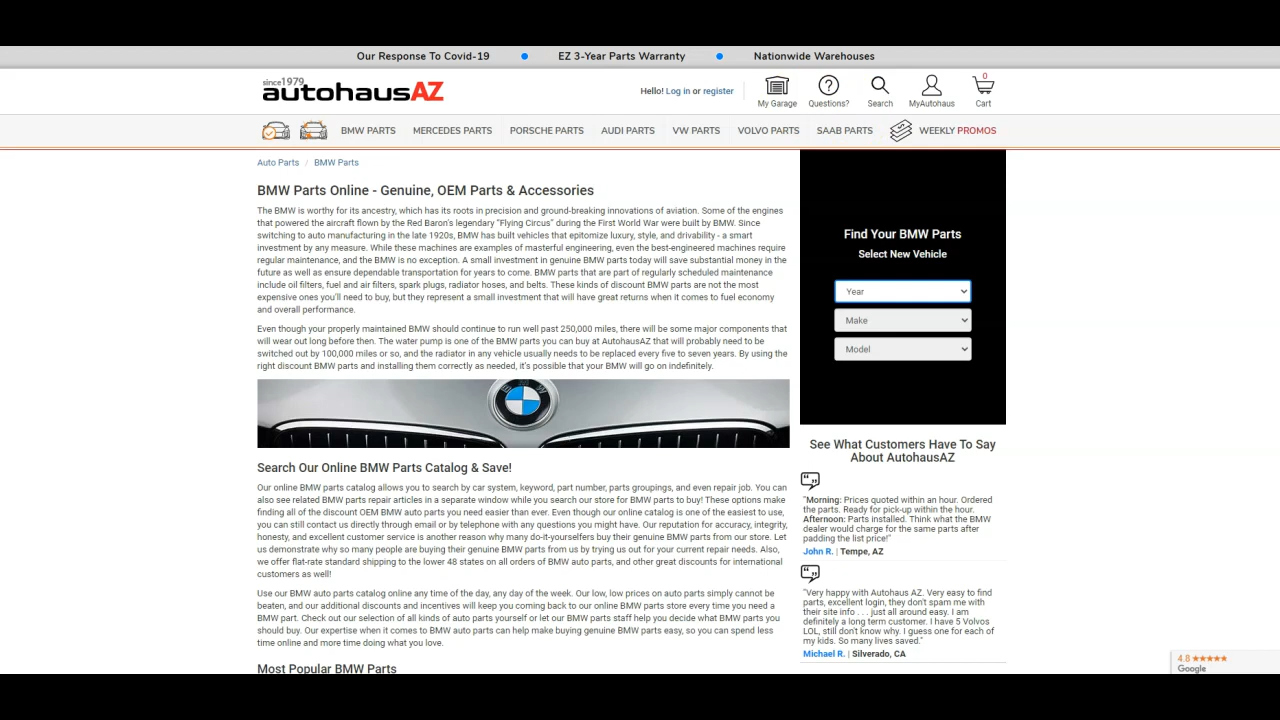 Our Response To Covid-19
EZ 3-Year Parts Warranty
Nationwide Warehouses
since1979
autohausAZ
Hello! Log in or register
My Garage
Questions?
Search
MyAutohaus
0
Cart
BMW PARTS
MERCEDES PARTS
PORSCHE PARTS
AUDI PARTS
VW PARTS
VOLVO PARTS
SAAB PARTS
WEEKLY PROMOS
Auto Parts / BMW Parts
BMW Parts Online - Genuine, OEM Parts & Accessories
The BMW is worthy for its ancestry, which has its roots in precision and ground-breaking innovations of aviation. Some of the engines
that powered the aircraft flown by the Red Baron's legendary "Flying Circus" during the First World War were built by BMW. Since
switching to auto manufacturing in the late 1920s, BMW has built vehicles that epitomize luxury, style, and drivability - a smart
investment by any measure. While these machines are examples of masterful engineering, even the best-engineered machines require
regular maintenance, and the BMW is no exception. A small investment in genuine BMW parts today will save substantial money in the
future as well as ensure dependable transportation for years to come. BMW parts that are part of regularly scheduled maintenance
include oil filters, fuel and air filters, spark plugs, radiator hoses, and belts. These kinds of discount BMW parts are not the most
expensive ones you'll need to buy, but they represent a small investment that will have great returns when it comes to fuel economy
and overall performance.
Even though your properly maintained BMW should continue to run well past 250,000 miles, there will be some major components that
will wear out long before then. The water pump is one of the BMW parts you can buy at AutohausAZ that will probably need to be
switched out by 100,000 miles or so, and the radiator in any vehicle usually needs to be replaced every five to seven years. By using the
right discount BMW parts and installing them correctly as needed, it's possible that your BMW will go on indefinitely.
Search Our Online BMW Parts Catalog & Save!
Our online BMW parts catalog allows you to search by car system, keyword, part number, parts groupings, and even repair job. You can
also see related BMW parts repair articles in a separate window while you search our store for BMW parts to buy! These options make
finding all of the discount OEM BMW auto parts you need easier than ever. Even though our online catalog is one of the easiest to use,
you can still contact us directly through email or by telephone with any questions you might have. Our reputation for accuracy, integrity,
honesty, and excellent customer service is another reason why many do-it-yourselfers buy their genuine BMW parts from our store. Let
us demonstrate why so many people are buying their genuine BMW parts from us by trying us out for your current repair needs. Also,
we offer flat-rate standard shipping to the lower 48 states on all orders of BMW auto parts, and other great discounts for international
customers as well!
Use our BMW auto parts catalog online any time of the day, any day of the week. Our low, low prices on auto parts simply cannot be
beaten, and our additional discounts and incentives will keep you coming back to our online BMW parts store every time you need a
BMW part. Check out our selection of all kinds of auto parts yourself or let our BMW parts staff help you decide what BMW parts you
should buy. Our expertise when it comes to BMW auto parts can help make buying genuine BMW parts easy, so you can spend less
time online and more time doing what you love.
Most Popular BMW Parts
Find Your BMW Parts
Select New Vehicle
Year
Make
Model
See What Customers Have To Say
About AutohausAZ
"Morning: Prices quoted within an hour. Ordered
the parts. Ready for pick-up within the hour.
Afternoon: Parts installed. Think what the BMW
dealer would charge for the same parts after
padding the list price!"
John R. | Tempe, AZ
"Very happy with Autohaus AZ. Very easy to find
parts, excellent login, they don't spam me with
their site info . . . just all around easy. I am
definitely a long term customer. I have 5 Volvos
LOL, still don't know why. I guess one for each of
my kids. So many lives saved."
Michael R. | Silverado, CA
4.8
Google